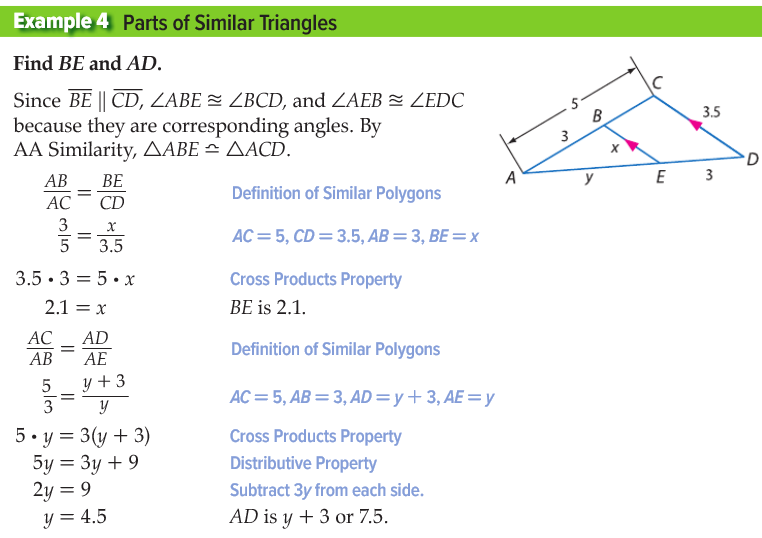 Example 4 Parts of Similar Triangles
Find BE and AD.
Since B̅E̅ ∥ C̅D̅, ∠ABE ≅ ∠BCD, and ∠AEB ≅ ∠EDC
because they are corresponding angles. By
AA Similarity, △ABE ≏ △ACD.
AB/AC = BE/CD Definition of Similar Polygons
3/5 = x/3.5 AC = 5, CD = 3.5, AB = 3, BE = x
3.5 • 3 = 5 • x Cross Products Property
2.1 = x BE is 2.1.
AC/AB = AD/AE Definition of Similar Polygons
5/3 = y + 3/y AC = 5, AB = 3, AD = y + 3, AE = y
5 • y = 3(y + 3) Cross Products Property
5y = 3y + 9 Distributive Property
2y = 9 Subtract 3y from each side.
y = 4.5 AD is y + 3 or 7.5.
C
5
B
3.5
3
x
D
A
y
E
3